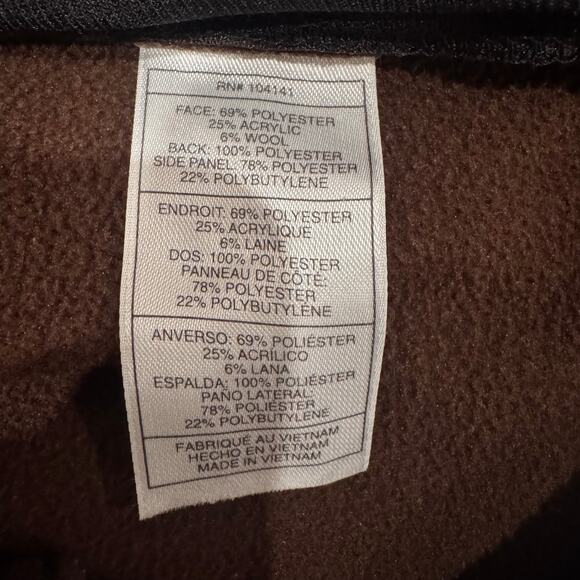 RN# 104141
FACE: 69% POLYESTER
25% ACRYLIC
6% WOOL
BACK: 100% POLYESTER
SIDE PANEL: 78% POLYESTER
22% POLYBUTYLENE
ENDROIT: 69% POLYESTER
25% ACRYLIQUE
6% LAINE
DOS: 100% POLYESTER
PANNEAU DE CÔTÉ:
78% POLYESTER
22% POLYBUTYLENE
ANVERSO: 69% POLIÉSTER
25% ACRÍLICO
6% LANA
ESPALDA: 100% POLIÉSTER
PAÑO LATERAL:
78% POLIÉSTER
22% POLYBUTYLENE
FABRIQUÉ AU VIETNAM
HECHO EN VIETNAM
MADE IN VIETNAM